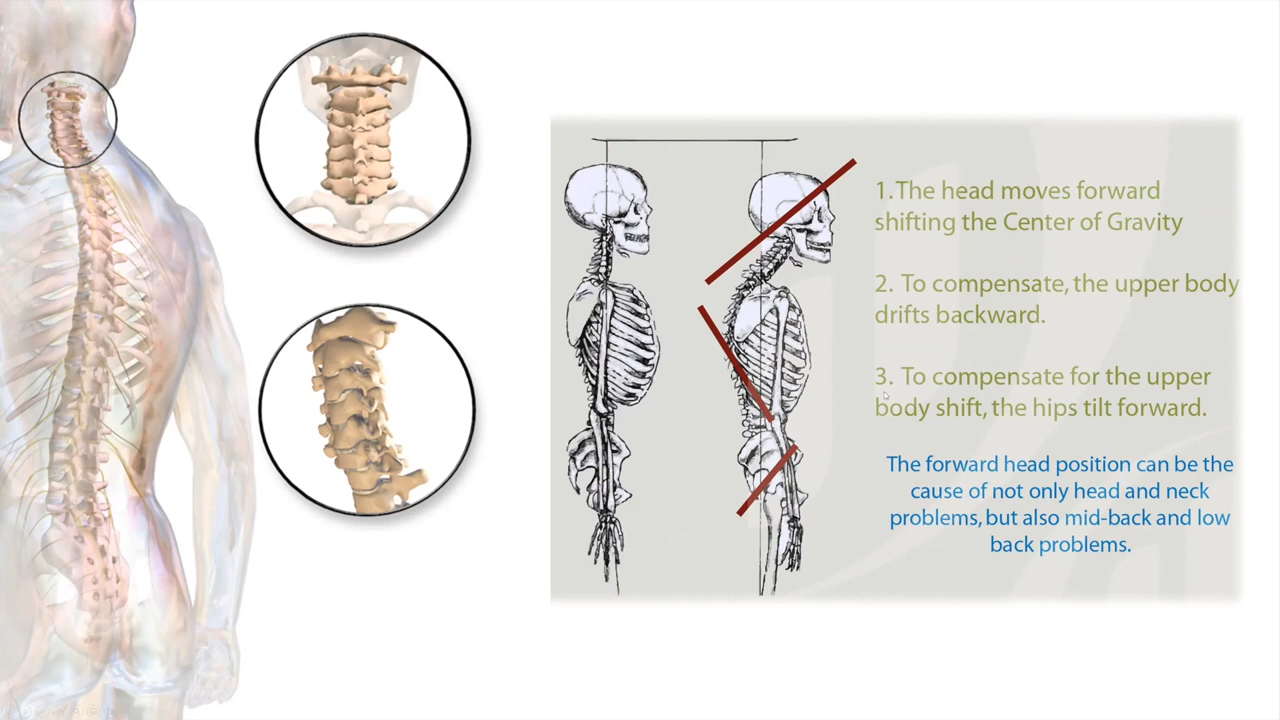 1.The head moves forward
shifting the Center of Gravity
2. To compensate, the upper body
drifts backward.
3. To compensate for the upper
body shift, the hips tilt forward.
The forward head position can be the
cause of not only head and neck
problems, but also mid-back and low
back problems.